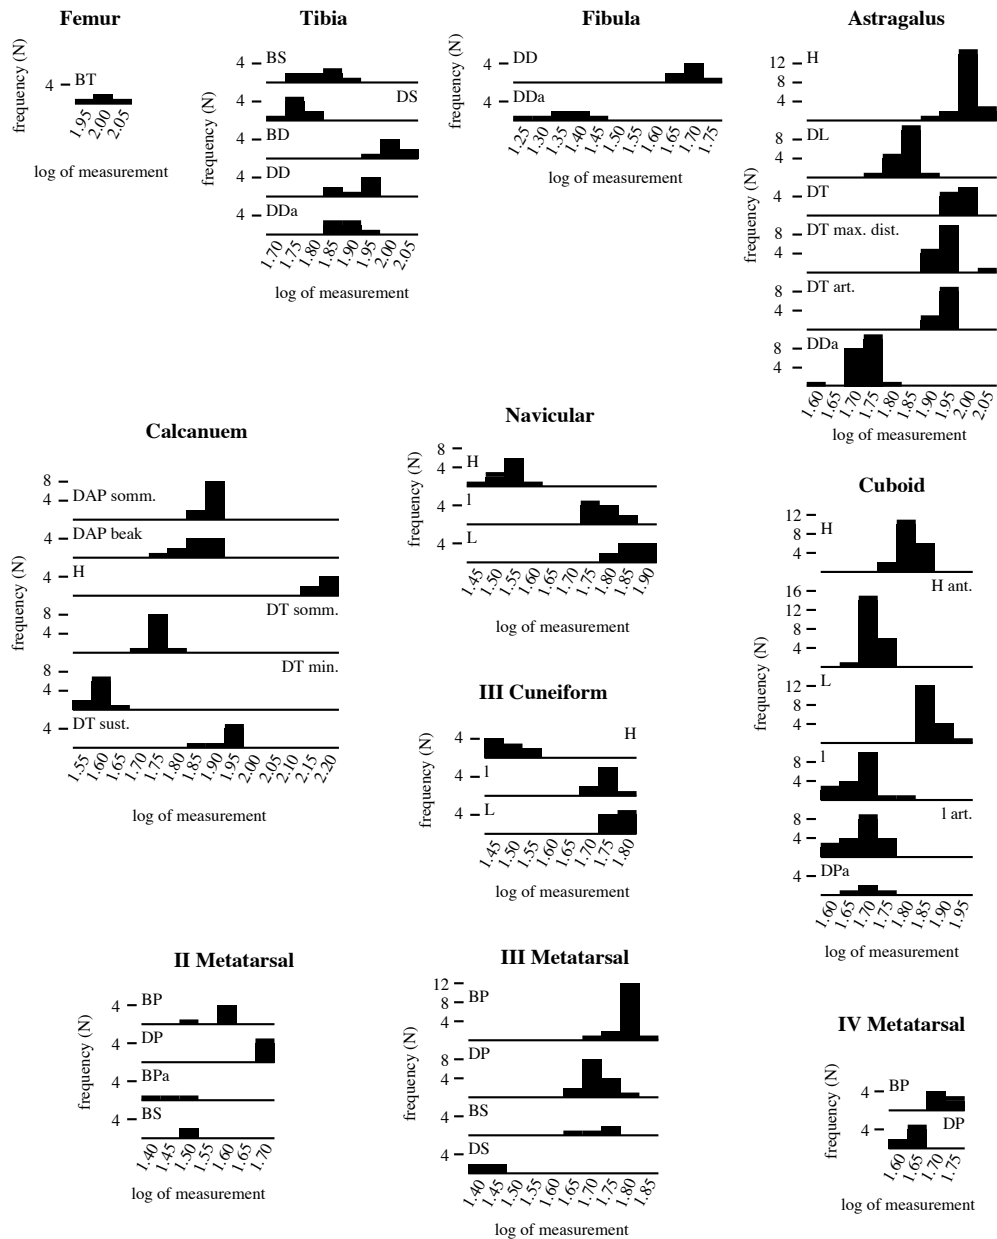 Femur
frequency (N)
4
BT
1.95 2.00 2.05
log of measurement
Tibia
frequency (N)
4
BS
4
DS
4
BD
4
DD
4
DDa
1.70 1.75 1.80 1.85 1.90 1.95 2.00 2.05
log of measurement
Fibula
frequency (N)
4
DD
4
DDa
1.25 1.30 1.35 1.40 1.45 1.50 1.55 1.60 1.65 1.70 1.75
log of measurement
Astragalus
frequency (N)
H
12
8
4
DL
8
4
DT
4
DT max. dist.
8
4
DT art.
8
4
DDa
8
4
1.60 1.65 1.70 1.75 1.80 1.85 1.90 1.95 2.00 2.05
log of measurement
Calcanuem
frequency (N)
8
4
DAP somm.
DAP beak
4
H
4
DT somm.
8
4
DT min.
8
4
DT sust.
4
1.55 1.60 1.65 1.70 1.75 1.80 1.85 1.90 1.95 2.00 2.05 2.10 2.15 2.20
log of measurement
Navicular
frequency (N)
8
4
H
4
l
4
L
1.45 1.50 1.55 1.60 1.65 1.70 1.75 1.80 1.85 1.90
log of measurement
III Cuneiform
frequency (N)
4
H
4
l
4
L
1.45 1.50 1.55 1.60 1.65 1.70 1.75 1.80
log of measurement
Cuboid
frequency (N)
12
H
8
4
H ant.
16
12
8
4
L
12
8
4
l
8
4
l art.
8
4
DPa
4
1.60 1.65 1.70 1.75 1.80 1.85 1.90 1.95
log of measurement
II Metatarsal
frequency (N)
BP
4
DP
4
BPa
4
BS
4
1.40 1.45 1.50 1.55 1.60 1.65 1.70
log of measurement
III Metatarsal
frequency (N)
12
BP
8
4
DP
8
4
BS
4
DS
4
1.40 1.45 1.50 1.55 1.60 1.65 1.70 1.75 1.80 1.85
log of measurement
IV Metatarsal
frequency (N)
BP
4
DP
4
1.60 1.65 1.70 1.75
log of measurement